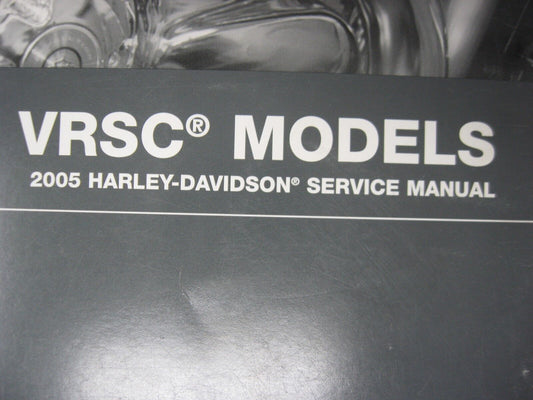 VRSC® MODELS
2005 HARLEY-DAVIDSON® SERVICE MANUAL